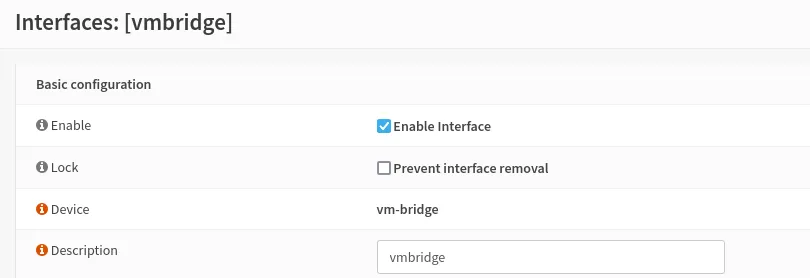 Interfaces: [vmbridge]
Basic configuration
Enable Enable Interface
Lock Prevent interface removal
Device vm-bridge
Description vmbridge